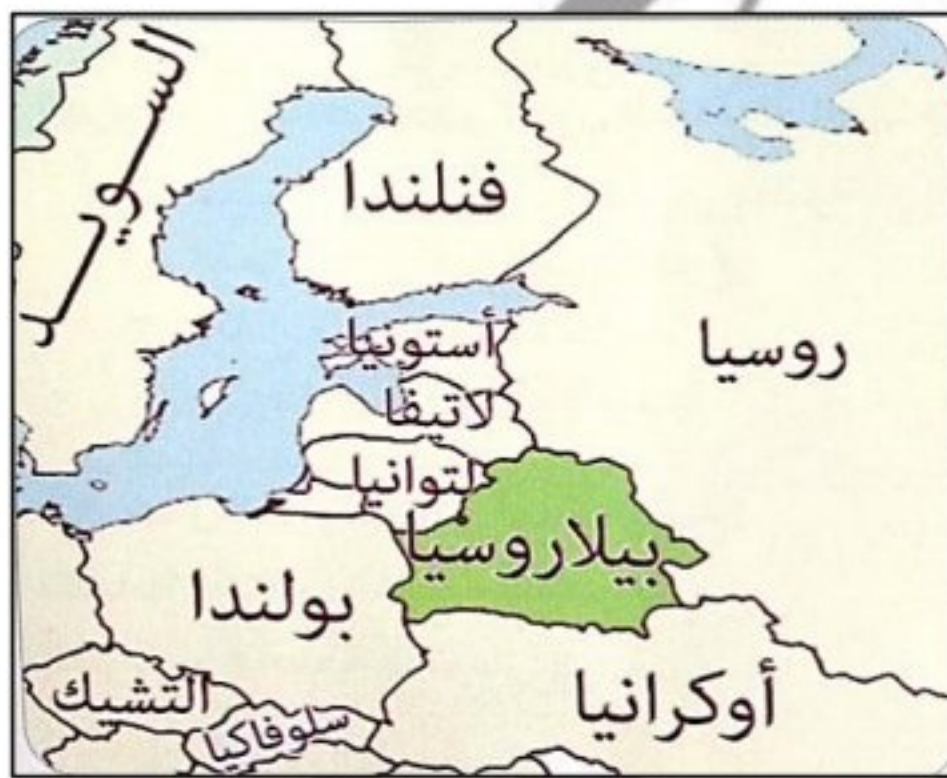 السويد
فنلندا
روسيا
أستونيا
لاتيفا
لتوانيا
بيلاروسيا
بولندا
أوكرانيا
التشيك
سلوفاكيا